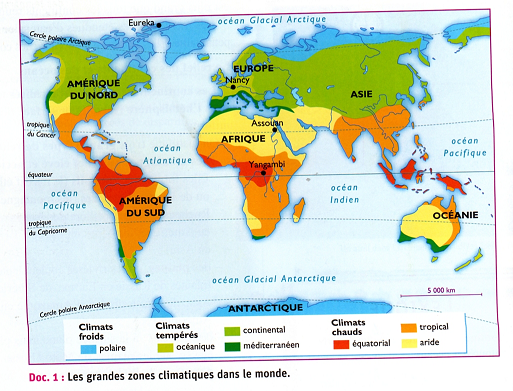 océan Glacial Arctique
Eureka
Cercle polaire Arctique
EUROPE
Nancy
AMÉRIQUE
DU NORD
ASIE
Assouan
tropique
du Cancer
AFRIQUE
océan
Atlantique
océan
Pacifique
Yangambi
équateur
océan
Pacifique
océan
Indien
AMÉRIQUE
DU SUD
OCÉANIE
tropique
du Capricorne
océan Glacial Antarctique
5 000 km
Cercle polaire Antarctique
ANTARCTIQUE
Climats
froids
polaire
Climats
tempérés
océanique
continental
méditerranéen
Climats
chauds
équatorial
tropical
aride
Doc. 1 : Les grandes zones climatiques dans le monde.